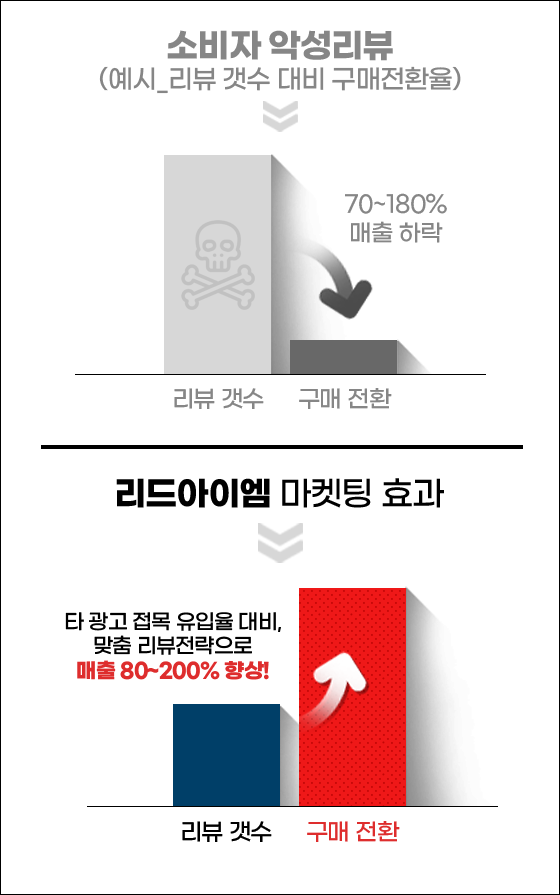 소비자 악성리뷰
(예시_리뷰 갯수 대비 구매전환율)
70~180%
매출 하락
리뷰 갯수 구매 전환
리드아이엠 마켓팅 효과
타 광고 접목 유입율 대비,
맞춤 리뷰전략으로
매출 80~200% 향상!
리뷰 갯수 구매 전환